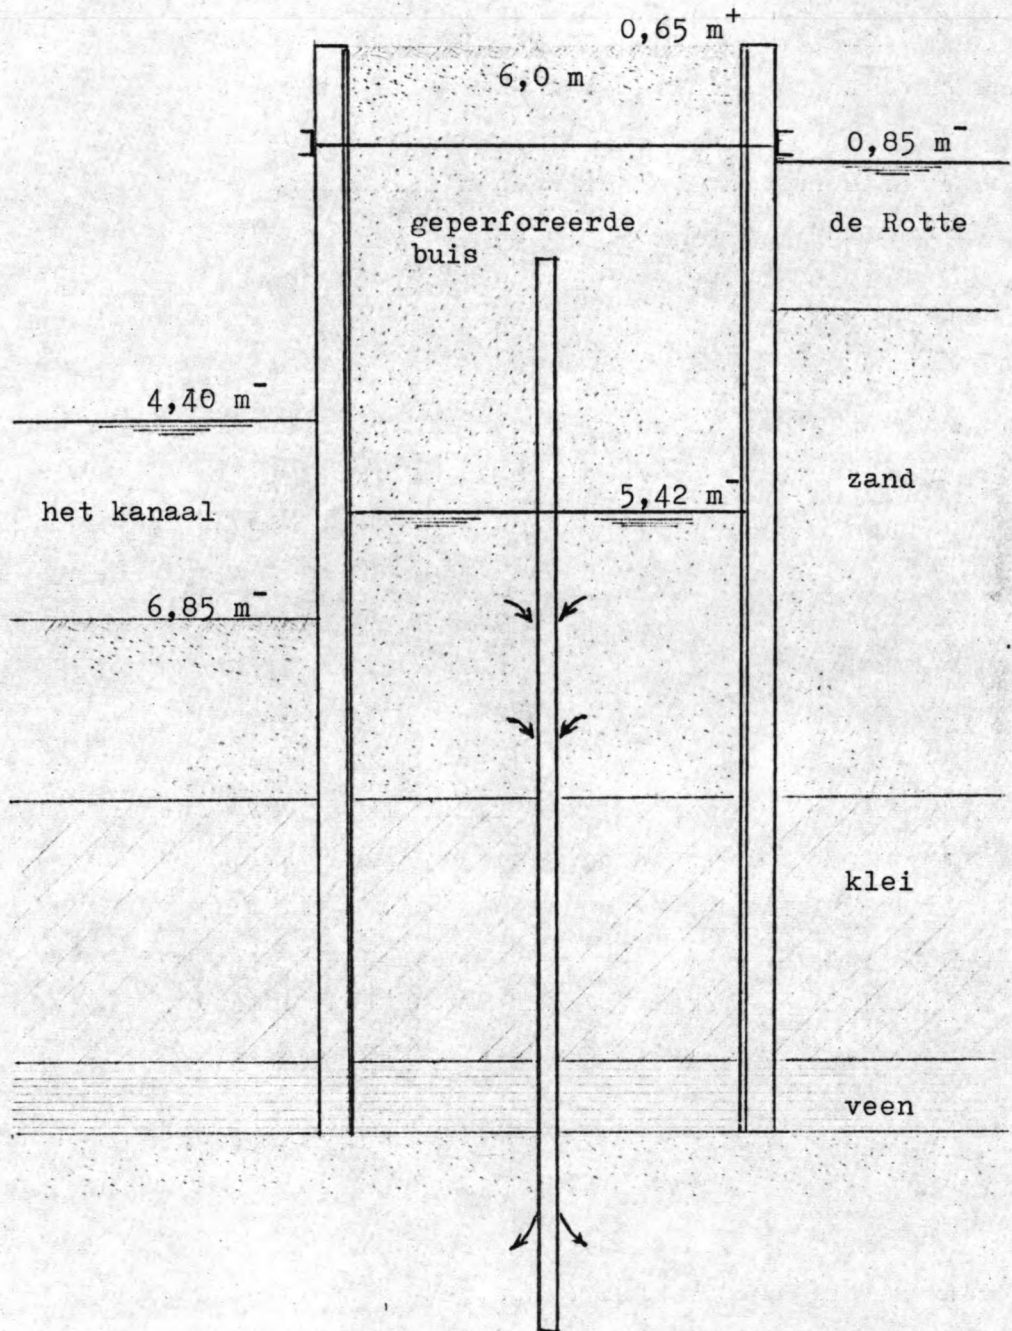 0,65 m+
6,0 m
0,85 m-
geperforeerde
buis
de Rotte
4,40 m-
zand
5,42 m-
het kanaal
6,85 m-
klei
veen